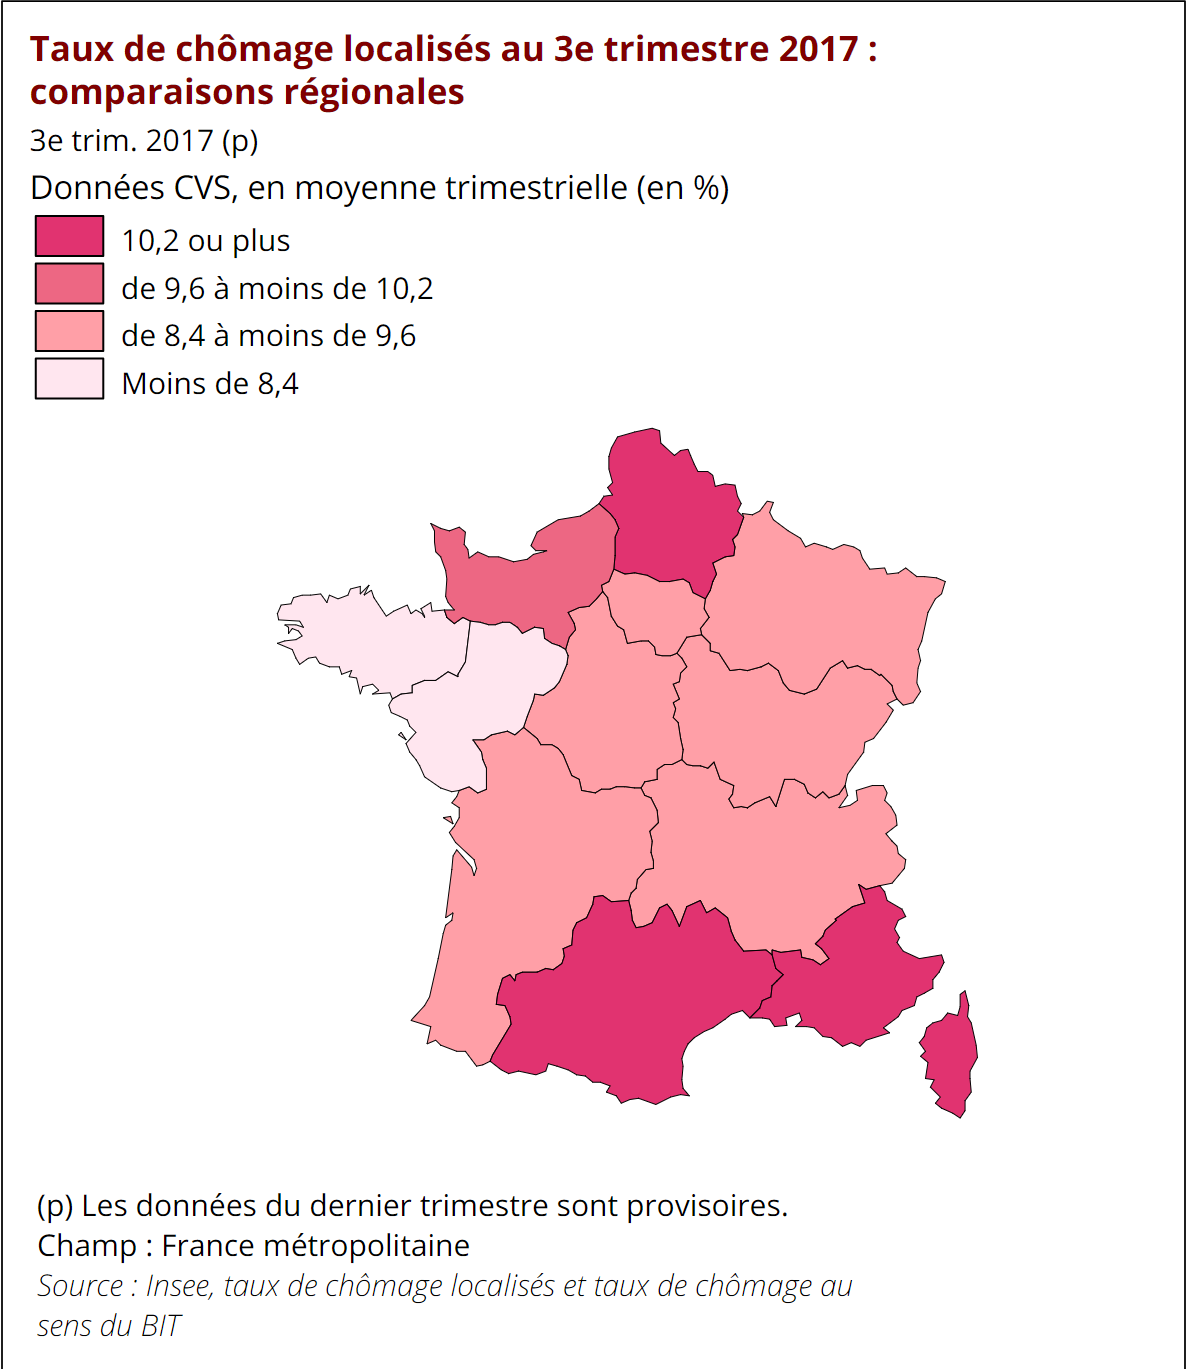 Taux de chômage localisés au 3e trimestre 2017 :
comparaisons régionales
3e trim. 2017 (p)
Données CVS, en moyenne trimestrielle (en %)
10,2 ou plus
de 9,6 à moins de 10,2
de 8,4 à moins de 9,6
Moins de 8,4
(p) Les données du dernier trimestre sont provisoires.
Champ : France métropolitaine
Source : Insee, taux de chômage localisés et taux de chômage au
sens du BIT